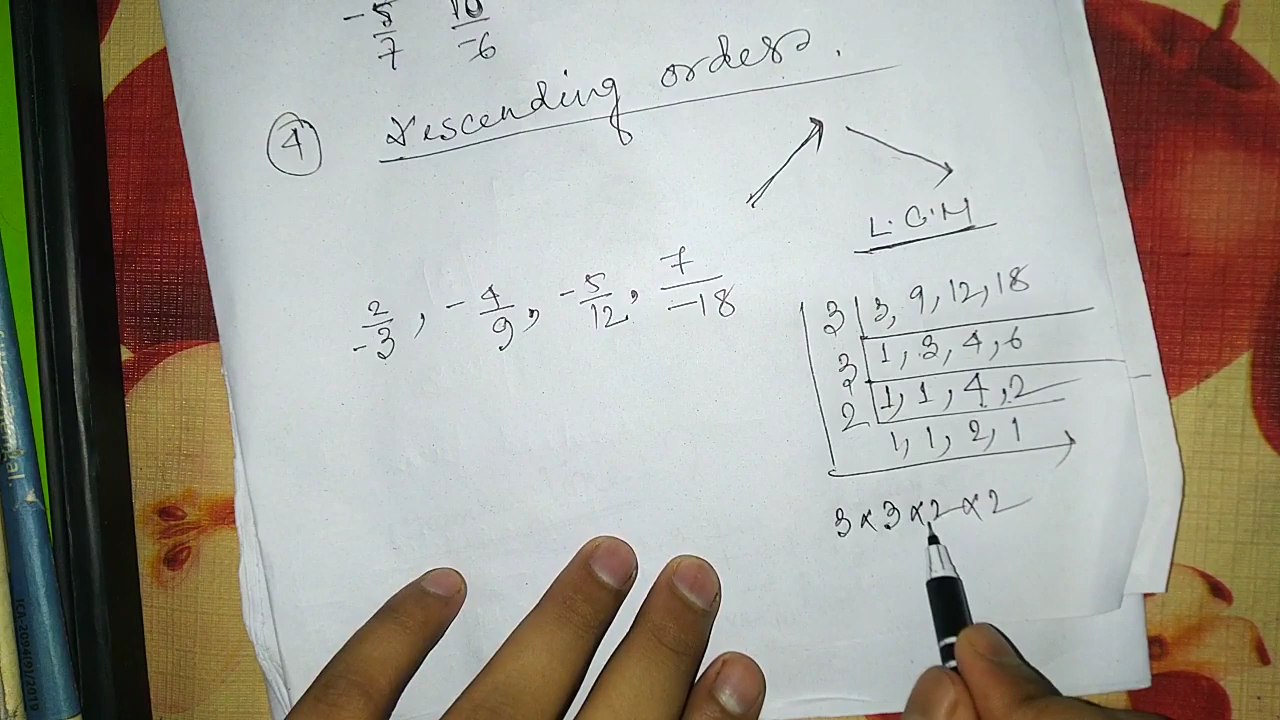 -5/7 10/-6
4 Descending order.
2/-3, -4/9, -5/12, 7/-18
L.C.M
3 | 3, 9, 12, 18
3 | 1, 3, 4, 6
2 | 1, 1, 4, 2
1, 1, 2, 1
3 x 3 x 2 x 2